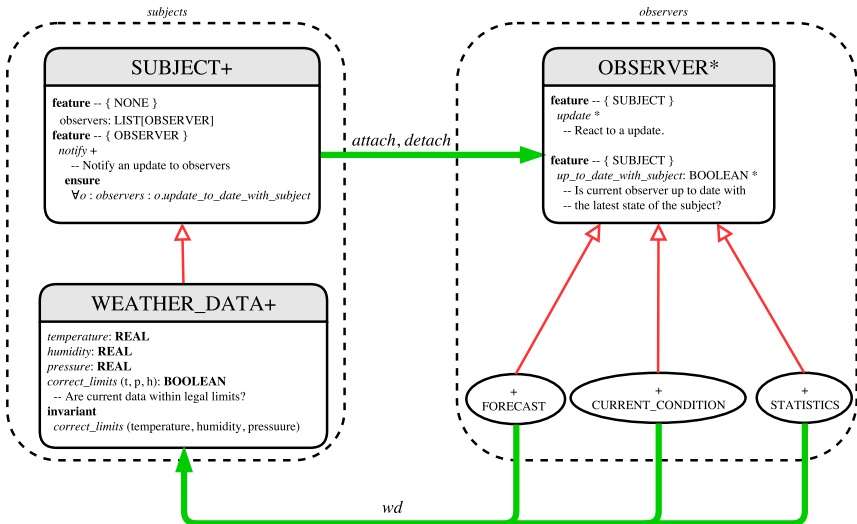 subjects
SUBJECT+
feature -- { NONE }
observers: LIST[OBSERVER]
feature -- { OBSERVER }
notify +
-- Notify an update to observers
ensure
∀o : observers : o.update_to_date_with_subject
WEATHER_DATA+
temperature: REAL
humidity: REAL
pressure: REAL
correct_limits (t, p, h): BOOLEAN
-- Are current data within legal limits?
invariant
correct_limits (temperature, humidity, pressuure)
attach, detach
observers
OBSERVER*
feature -- { SUBJECT }
update *
-- React to a update.
feature -- { SUBJECT }
up_to_date_with_subject: BOOLEAN *
-- Is current observer up to date with
-- the latest state of the subject?
+
FORECAST
+
CURRENT_CONDITION
+
STATISTICS
wd